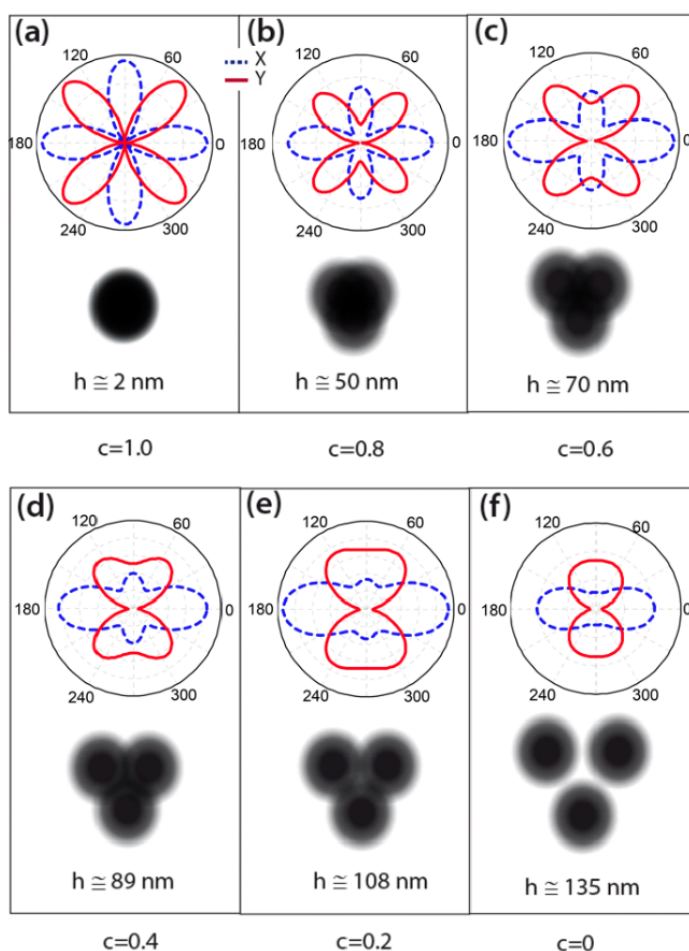 (a)
120
60
X
Y
180
0
240
300
h ≅ 2 nm
c=1.0
(b)
120
60
180
0
240
300
h ≅ 50 nm
c=0.8
(c)
120
60
180
0
240
300
h ≅ 70 nm
c=0.6
(d)
120
60
180
0
240
300
h ≅ 89 nm
c=0.4
(e)
120
60
180
0
240
300
h ≅ 108 nm
c=0.2
(f)
120
60
180
0
240
300
h ≅ 135 nm
c=0